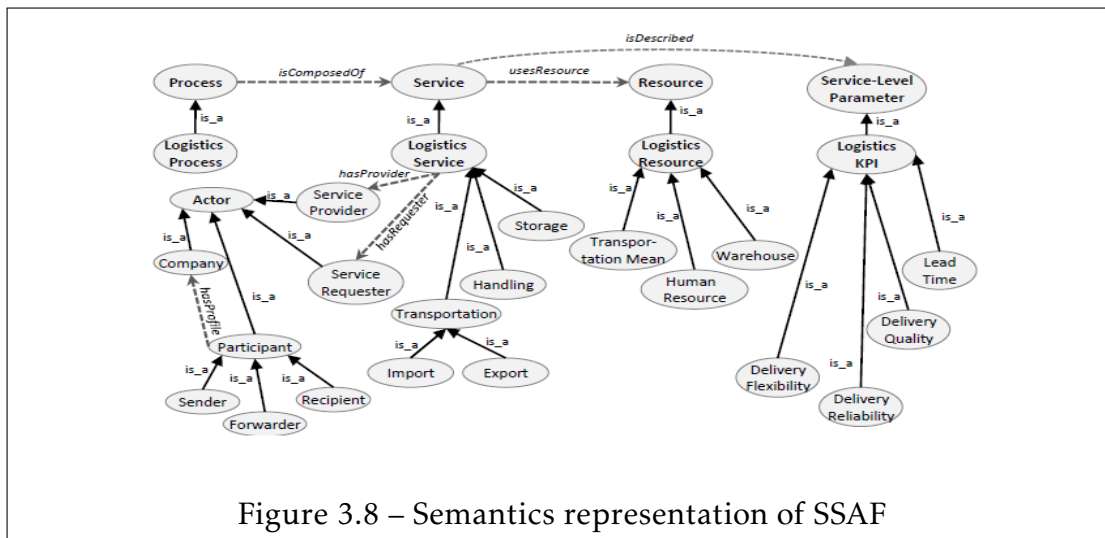 isDescribed
isComposedOf
usesResource
Process
Service
Resource
Service-Level
Parameter
is_a
is_a
is_a
is_a
Logistics
Process
Logistics
Service
Logistics
Resource
Logistics
KPI
hasProvider
Actor
is_a
Service
Provider
hasRequester
is_a
is_a
is_a
is_a
Storage
is_a
is_a
is_a
is_a
is_a
Company
Service
Requester
is_a
Handling
Transpor-
tation Mean
Human
Resource
Warehouse
Lead
Time
hasProfile
is_a
Transportation
is_a
Delivery
Quality
Participant
is_a
is_a
is_a
is_a
is_a
is_a
Import
Export
Delivery
Flexibility
Sender
Recipient
Forwarder
Delivery
Reliability
Figure 3.8 – Semantics representation of SSAF